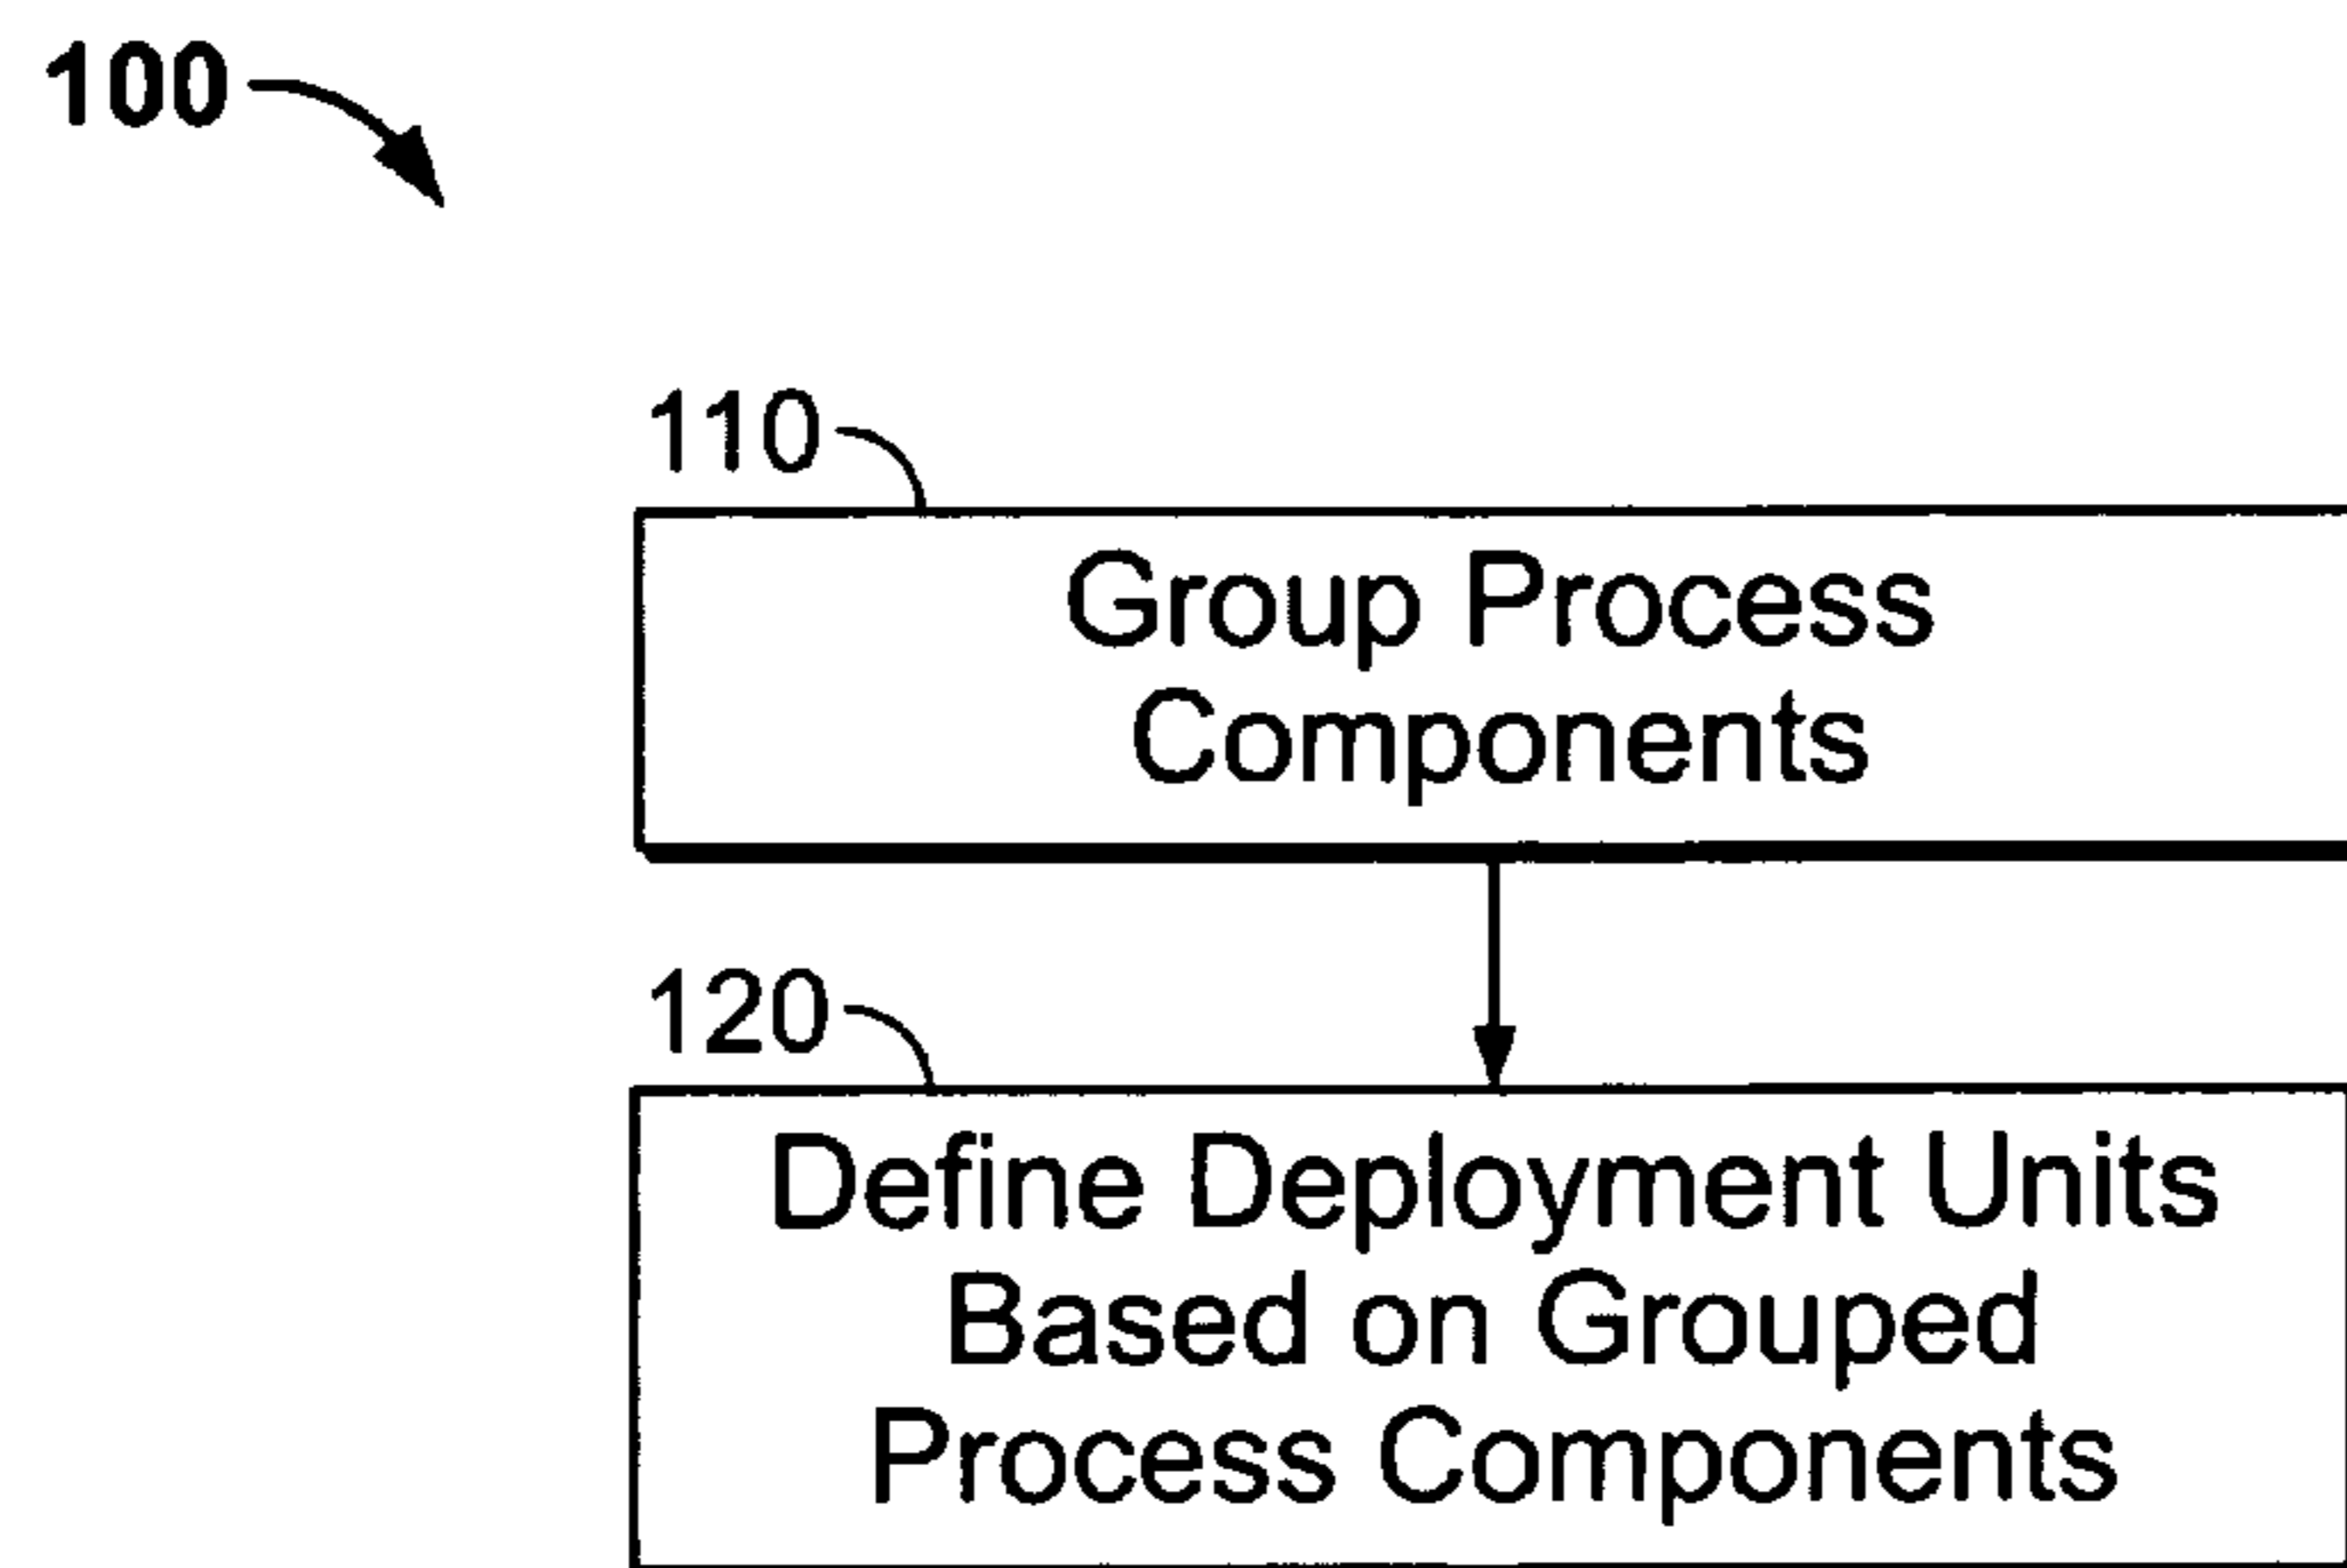 100
110
Group Process
Components
120
Define Deployment Units
Based on Grouped
Process Components